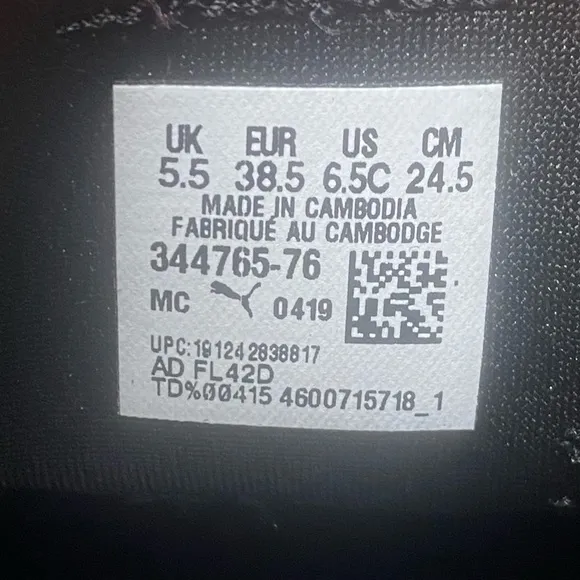 UK EUR US CM
5.5 38.5 6.5C 24.5
MADE IN CAMBODIA
FABRIQUÉ AU CAMBODGE
344765-76
MC 0419
UPC:191242838817
AD FL42D
TD%00415 4600715718_1